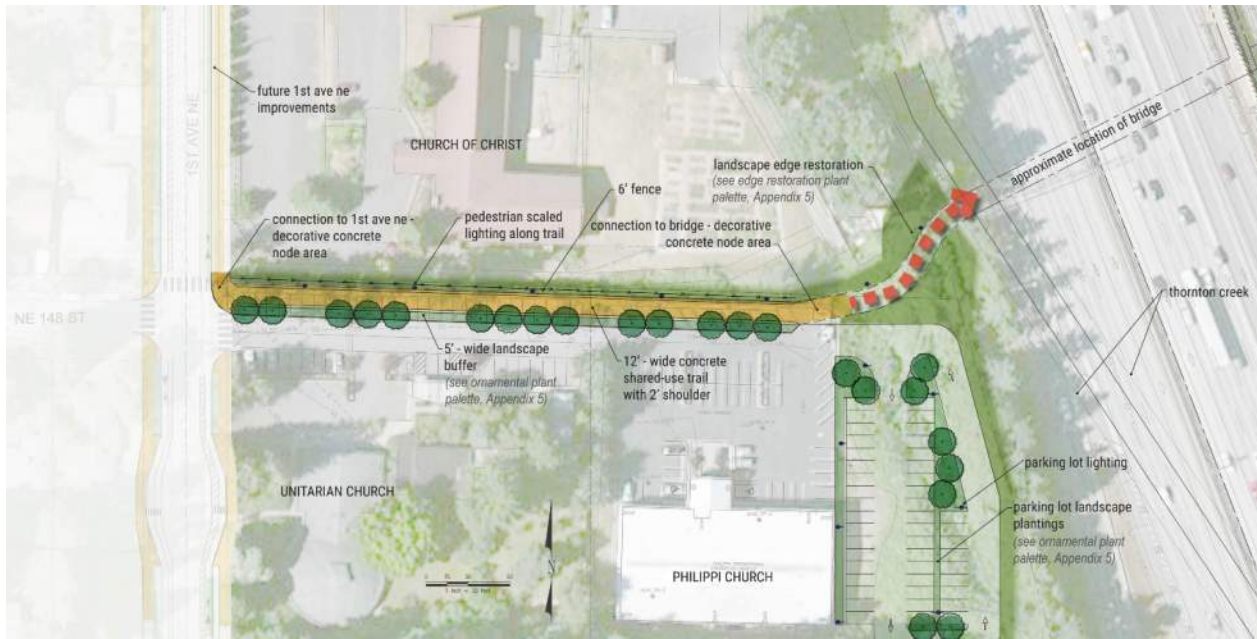 future 1st ave ne
improvements
1ST AVE NE
CHURCH OF CHRIST
approximate location of bridge
landscape edge restoration
(see edge restoration plant
palette, Appendix 5)
6' fence
connection to 1st ave ne -
decorative concrete
node area
pedestrian scaled
lighting along trail
connection to bridge - decorative
concrete node area
thornton creek
NE 148 ST
5' - wide landscape
buffer
(see ornamental plant
palette, Appendix 5)
12' - wide concrete
shared-use trail
with 2' shoulder
UNITARIAN CHURCH
parking lot lighting
parking lot landscape
plantings
(see ornamental plant
palette, Appendix 5)
PHILIPPI CHURCH
N